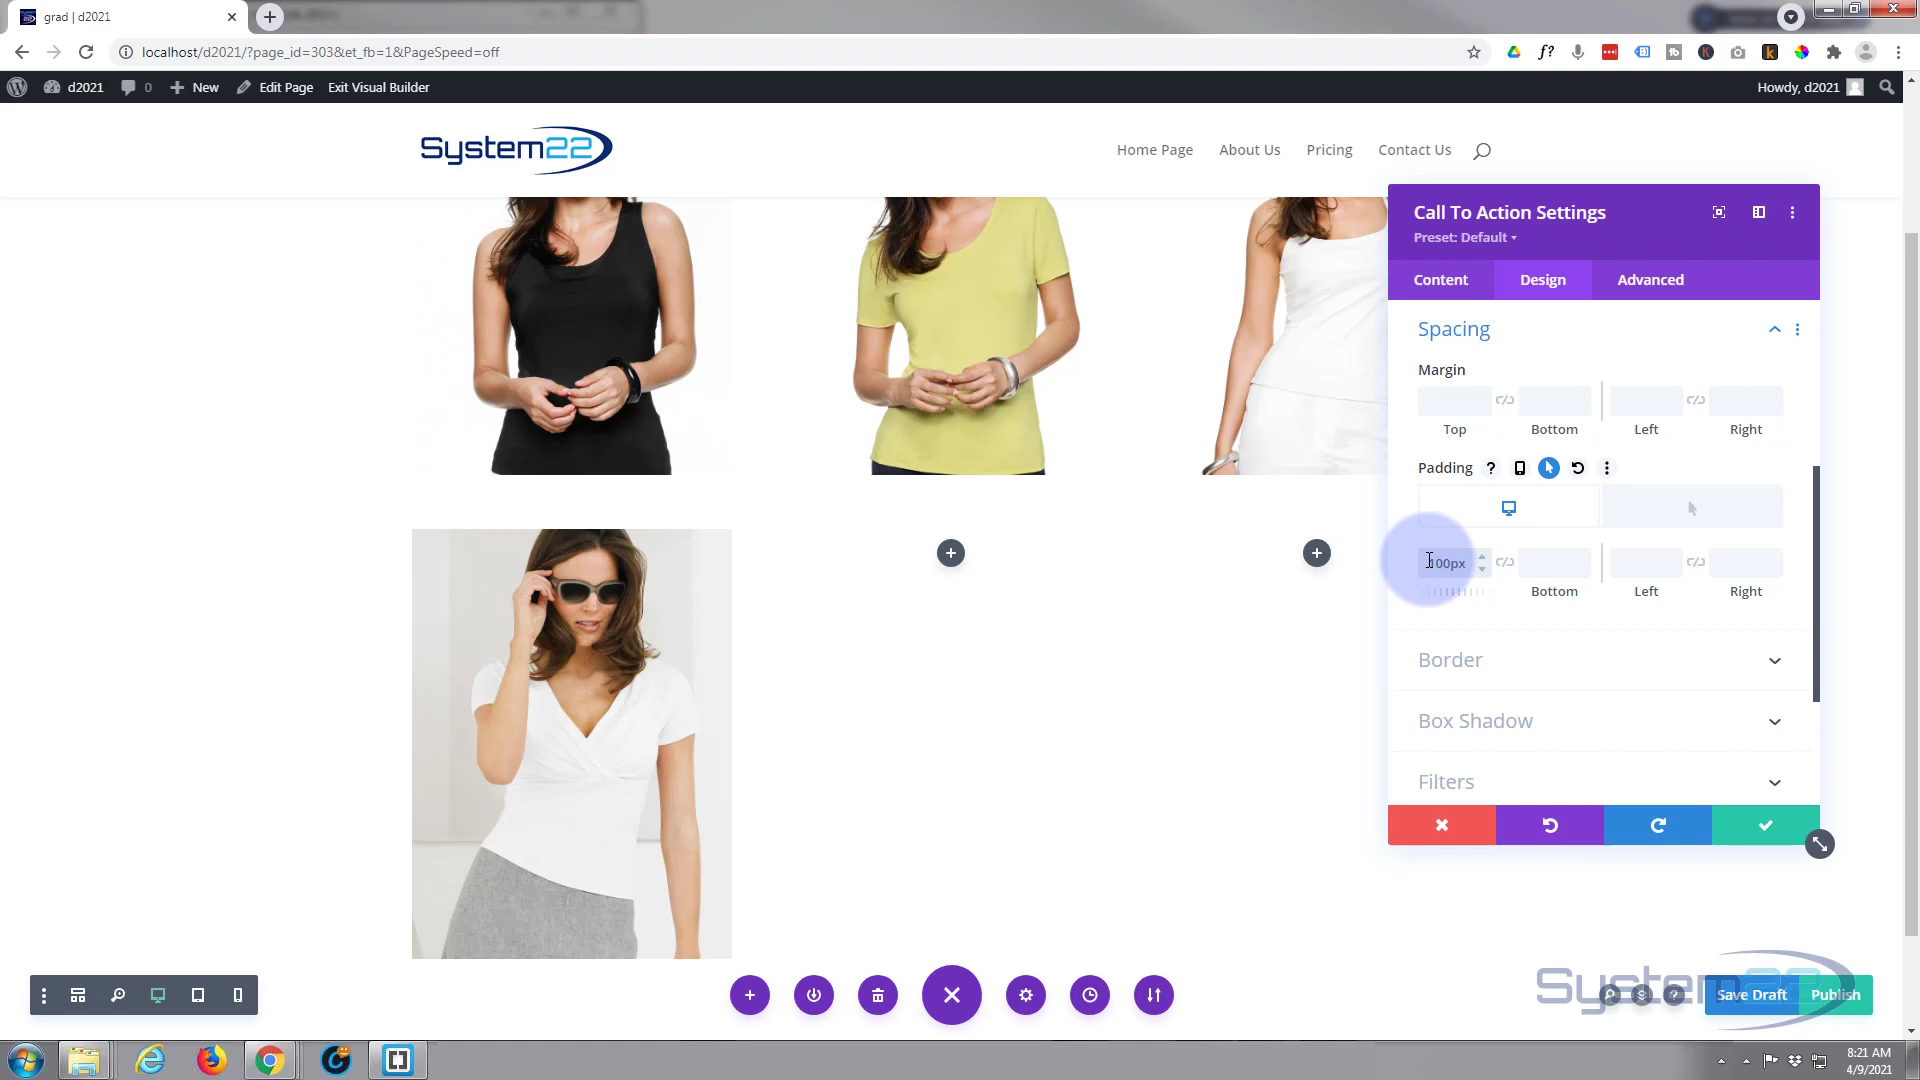 grad | d2021
localhost/d2021/?page_id=303&et_fb=1&PageSpeed=off
d2021 0 New Edit Page Exit Visual Builder Howdy, d2021
System22
Home Page About Us Pricing Contact Us
Call To Action Settings
Preset: Default
Content Design Advanced
Spacing
Margin
Top Bottom Left Right
Padding
100px
Bottom Left Right
Border
Box Shadow
Filters
System22
Save Draft Publish
8:21 AM
4/9/2021